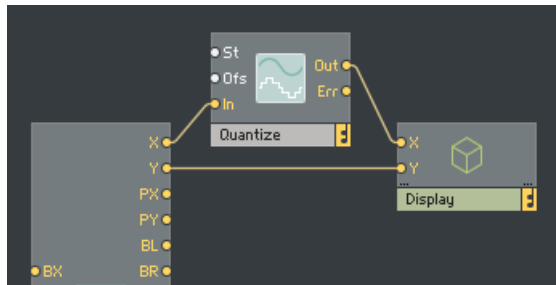 St
Ofs
In
Out
Err
Quantize
X
Y
PX
PY
BL
BX
BR
X
Y
...
...
Display